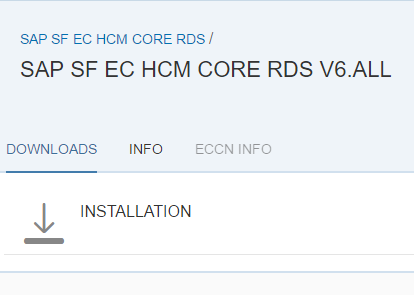 SAP SF EC HCM CORE RDS /
SAP SF EC HCM CORE RDS V6.ALL
DOWNLOADS INFO ECCN INFO
INSTALLATION